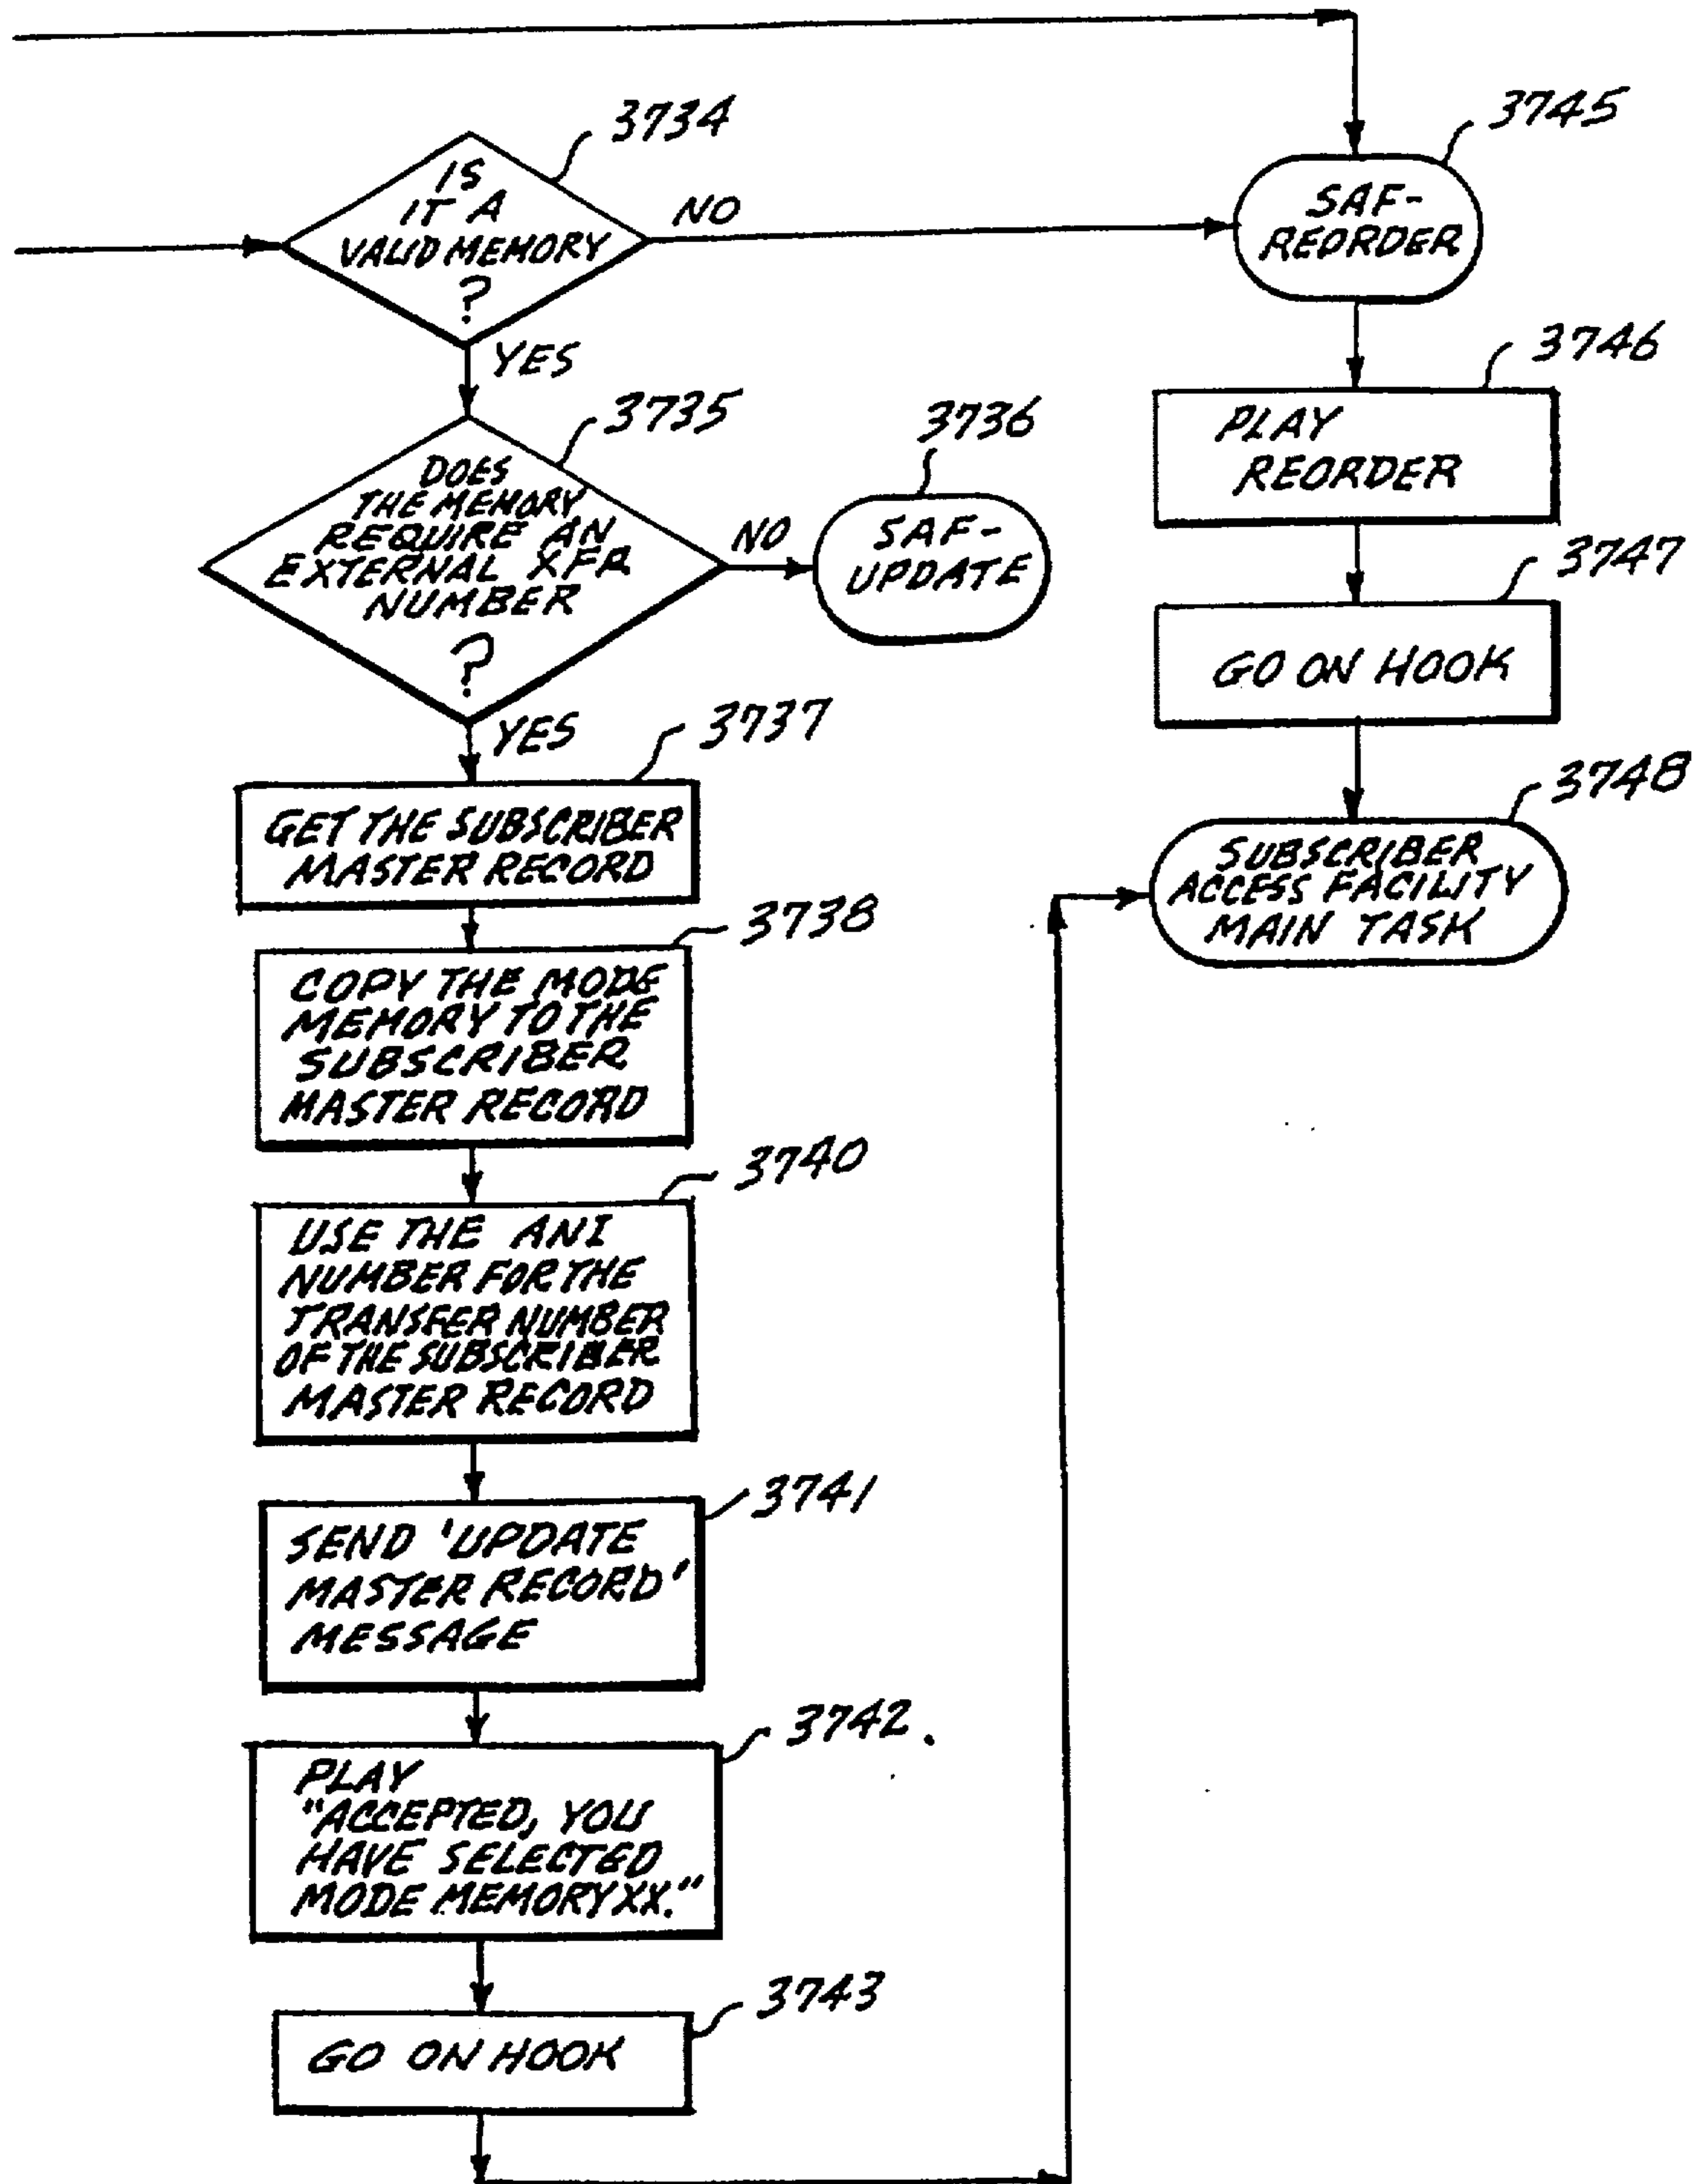 3734
IS
IT A
VALID MEMORY
?
NO
YES
3745
SAF-
REORDER
3746
PLAY
REORDER
3747
GO ON HOOK
3748
SUBSCRIBER
ACCESS FACILITY
MAIN TASK
3735
DOES
THE MEMORY
REQUIRE AN
EXTERNAL XFR
NUMBER
?
NO
YES
3736
SAF-
UPDATE
3737
GET THE SUBSCRIBER
MASTER RECORD
3738
COPY THE MODE
MEMORY TO THE
SUBSCRIBER
MASTER RECORD
3740
USE THE ANI
NUMBER FOR THE
TRANSFER NUMBER
OF THE SUBSCRIBER
MASTER RECORD
3741
SEND 'UPDATE
MASTER RECORD'
MESSAGE
3742.
PLAY
"ACCEPTED, YOU
HAVE SELECTED
MODE MEMORY XX."
3743
GO ON HOOK